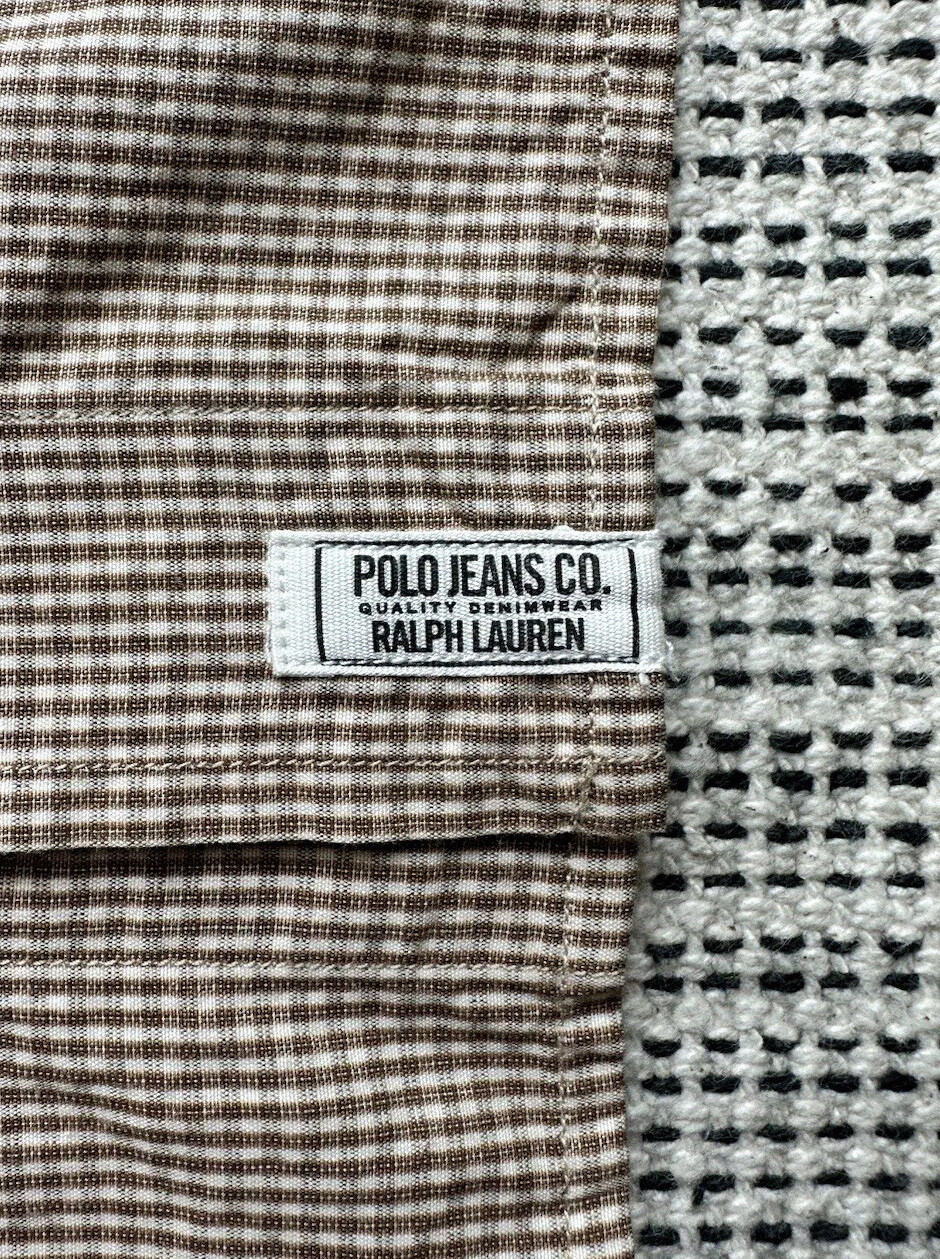 POLO JEANS CO.
QUALITY DENIMWEAR
RALPH LAUREN